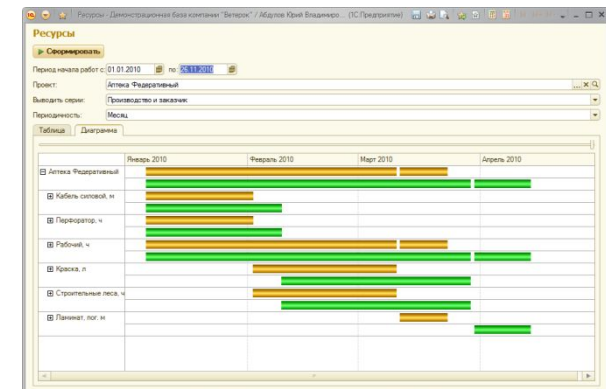 Ресурсы - Демонстрационная база компании "Ветерок" / Абдулов Юрий Владимиро... (1С:Предприятие)
Ресурсы
Сформировать
Период начала работ с: 01.01.2010 по: 26.11.2010
Проект: Аптека Федеративный
Выводить серии: Производство и заказчик
Периодичность: Месяц
Таблица Диаграмма
Январь 2010 Февраль 2010 Март 2010 Апрель 2010
Аптека Федеративный
Кабель силовой, м
Перфоратор, ч
Рабочий, ч
Краска, л
Строительные леса, ч
Ламинат, пог. м